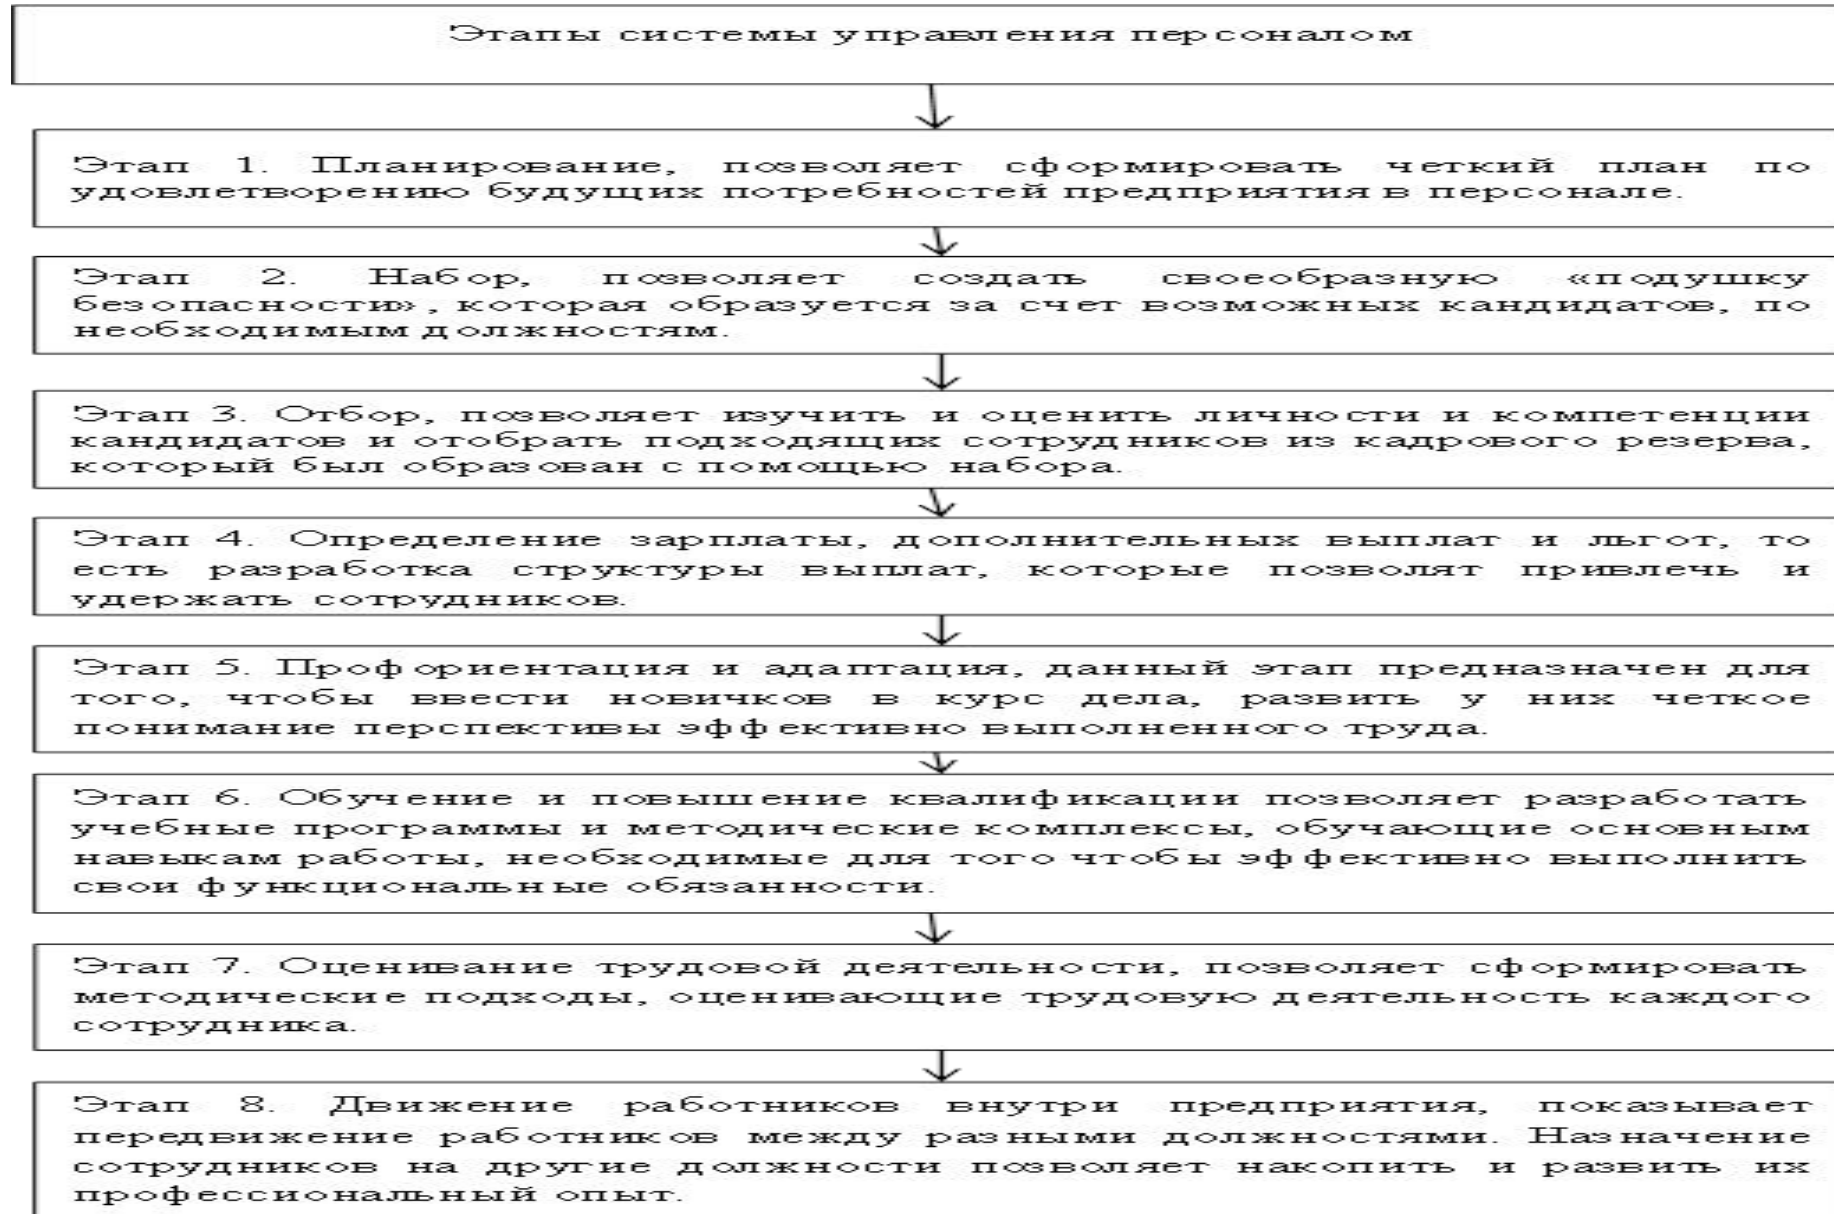 Этапы системы управления персоналом
Этап 1. Планирование, позволяет сформировать четкий план по
удовлетворению будущих потребностей предприятия в персонале.
Этап 2. Набор, позволяет создать своеобразную «подушку
безопасности», которая образуется за счет возможных кандидатов, по
необходимым должностям.
Этап 3. Отбор, позволяет изучить и оценить личности и компетенции
кандидатов и отобрать подходящих сотрудников из кадрового резерва,
который был образован с помощью набора.
Этап 4. Определение зарплаты, дополнительных выплат и льгот, то
есть разработка структуры выплат, которые позволят привлечь и
удержать сотрудников.
Этап 5. Профориентация и адаптация, данный этап предназначен для
того, чтобы ввести новичков в курс дела, развить у них четкое
понимание перспективы эффективно выполненного труда.
Этап 6. Обучение и повышение квалификации позволяет разработать
учебные программы и методические комплексы, обучающие основным
навыкам работы, необходимые для того чтобы эффективно выполнить
свои функциональные обязанности.
Этап 7. Оценивание трудовой деятельности, позволяет сформировать
методические подходы, оценивающие трудовую деятельность каждого
сотрудника.
Этап 8. Движение работников внутри предприятия, показывает
передвижение работников между разными должностями. Назначение
сотрудников на другие должности позволяет накопить и развить их
профессиональный опыт.